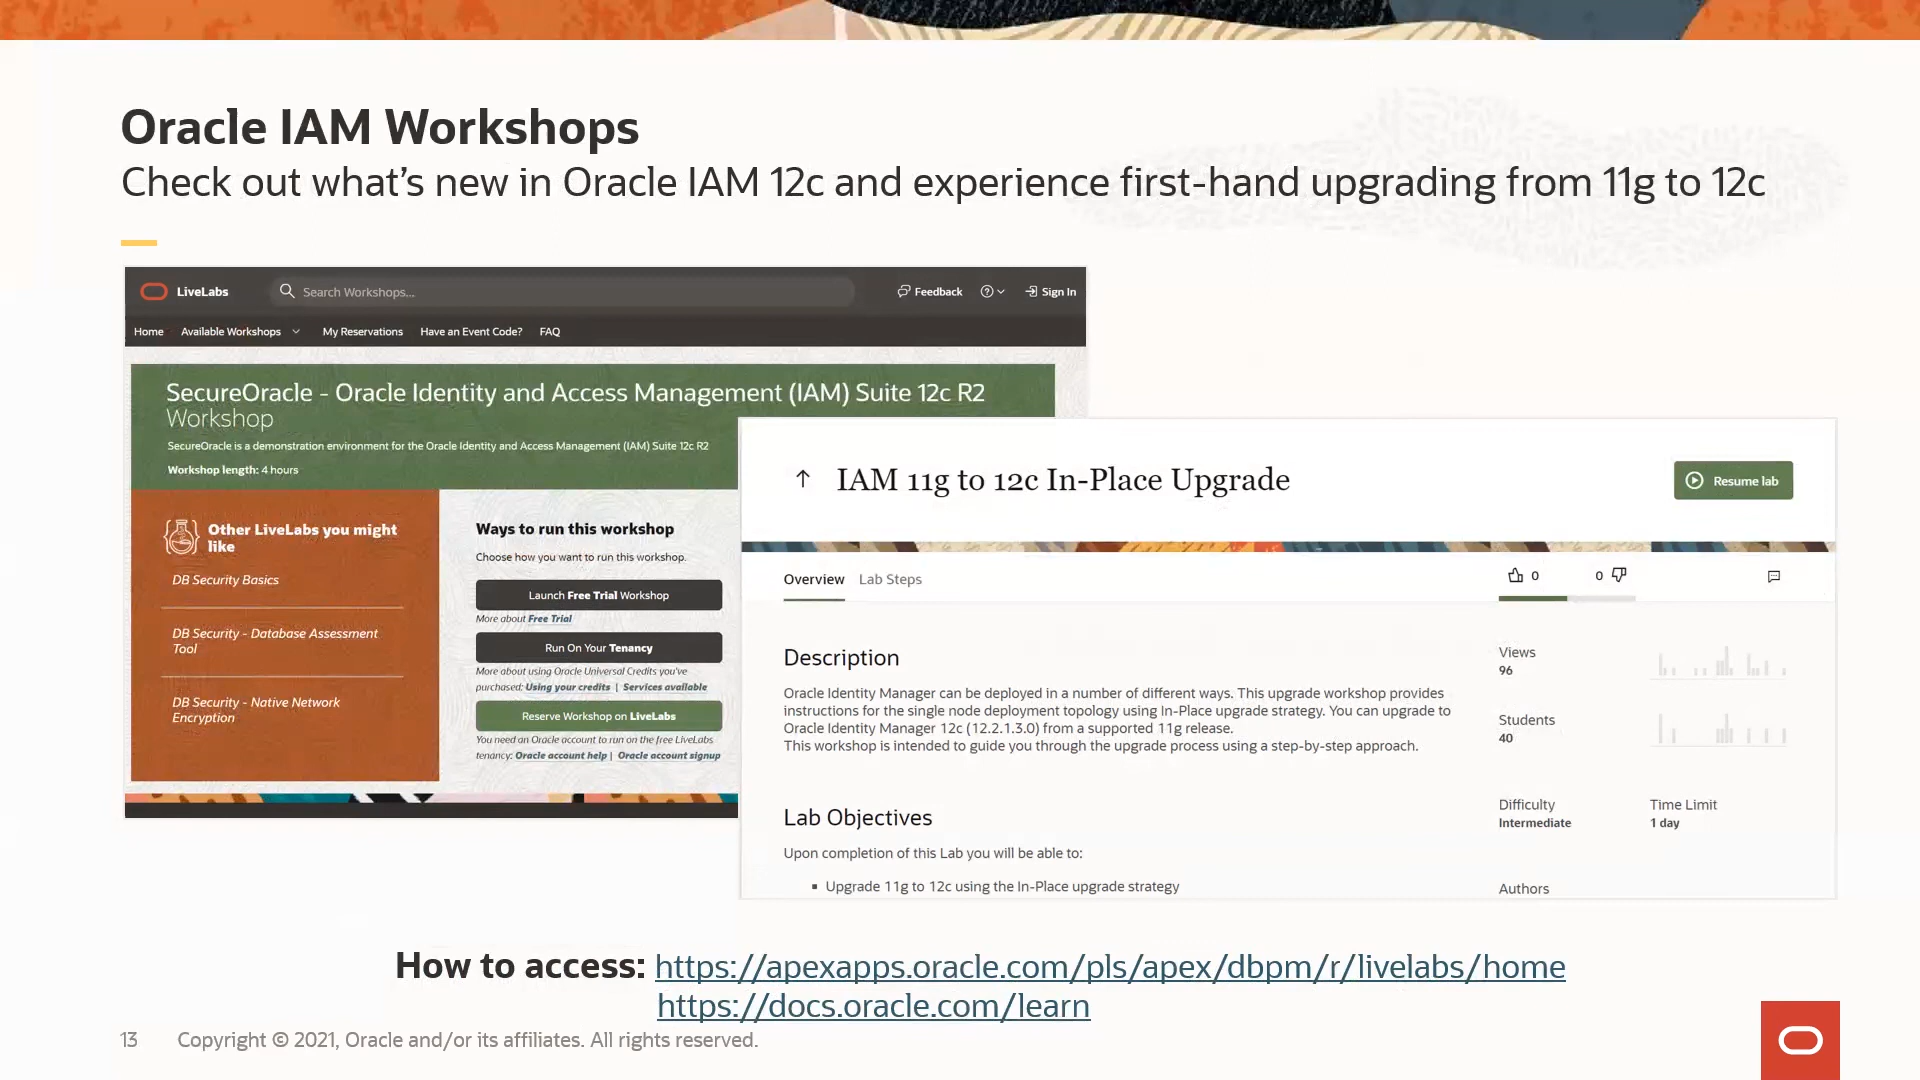 Oracle IAM Workshops
Check out what's new in Oracle IAM 12c and experience first-hand upgrading from 11g to 12c
LiveLabs
Search Workshops...
Feedback
?
Sign In
Home
Available Workshops
My Reservations
Have an Event Code?
FAQ
SecureOracle - Oracle Identity and Access Management (IAM) Suite 12c R2
Workshop
SecureOracle is a demonstration environment for the Oracle Identity and Access Management (IAM) Suite 12c R2
Workshop length: 4 hours
Other LiveLabs you might
like
DB Security Basics
DB Security - Database Assessment
Tool
DB Security - Native Network
Encryption
Ways to run this workshop
Choose how you want to run this workshop.
Launch Free Trial Workshop
More about Free Trial
Run On Your Tenancy
More about using Oracle Universal Credits you've
purchased: Using your credits | Services available
Reserve Workshop on LiveLabs
You need an Oracle account to run on the free LiveLabs
tenancy: Oracle account help | Oracle account signup
IAM 11g to 12c In-Place Upgrade
Resume lab
Overview
Lab Steps
0
0
Description
Oracle Identity Manager can be deployed in a number of different ways. This upgrade workshop provides
instructions for the single node deployment topology using In-Place upgrade strategy. You can upgrade to
Oracle Identity Manager 12c (12.2.1.3.0) from a supported 11g release.
This workshop is intended to guide you through the upgrade process using a step-by-step approach.
Lab Objectives
Upon completion of this Lab you will be able to:
▪ Upgrade 11g to 12c using the In-Place upgrade strategy
Views
96
Students
40
Difficulty
Intermediate
Time Limit
1 day
Authors
How to access: https://apexapps.oracle.com/pls/apex/dbpm/r/livelabs/home
https://docs.oracle.com/learn
13
Copyright © 2021, Oracle and/or its affiliates. All rights reserved.